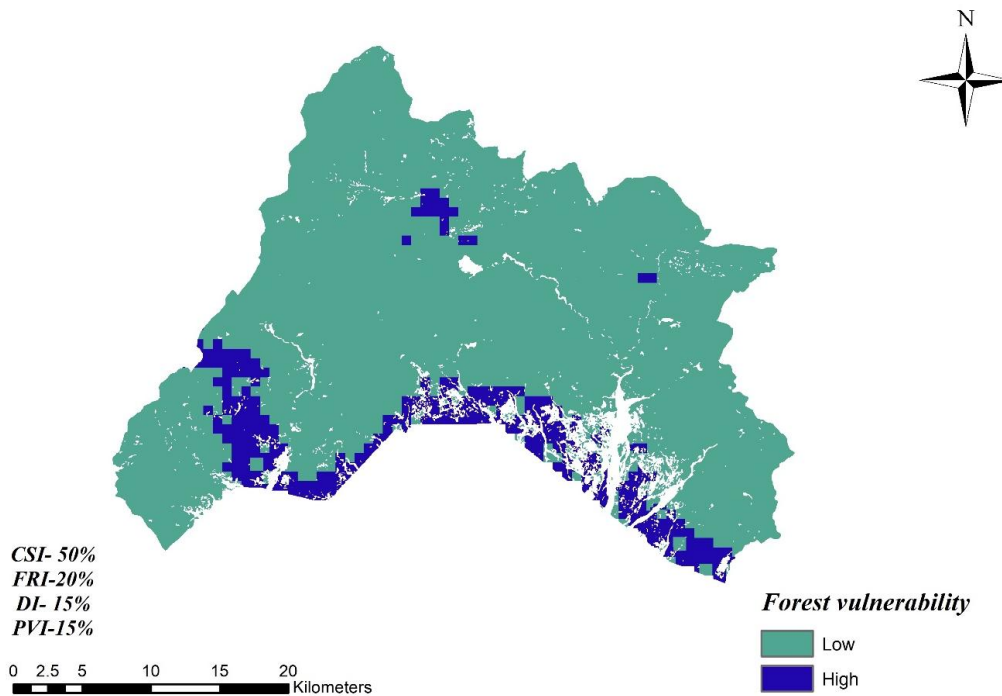 N
CSI- 50%
FRI-20%
DI- 15%
PVI-15%
Forest vulnerability
Low
High
0 2.5 5 10 15 20
Kilometers